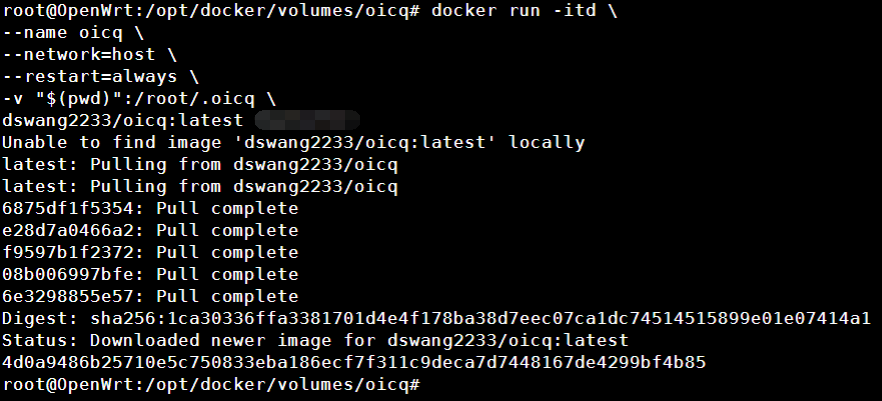 root@OpenWrt:/opt/docker/volumes/oicq# docker run -itd \
--name oicq \
--network=host \
--restart=always \
-v "$(pwd)":/root/.oicq \
dswang2233/oicq:latest
Unable to find image 'dswang2233/oicq:latest' locally
latest: Pulling from dswang2233/oicq
latest: Pulling from dswang2233/oicq
6875df1f5354: Pull complete
e28d7a0466a2: Pull complete
f9597b1f2372: Pull complete
08b006997bfe: Pull complete
6e3298855e57: Pull complete
Digest: sha256:1ca30336ffa3381701d4e4f178ba38d7eec07ca1dc74514515899e01e07414a1
Status: Downloaded newer image for dswang2233/oicq:latest
4d0a9486b25710e5c750833eba186ecf7f311c9deca7d7448167de4299bf4b85
root@OpenWrt:/opt/docker/volumes/oicq#